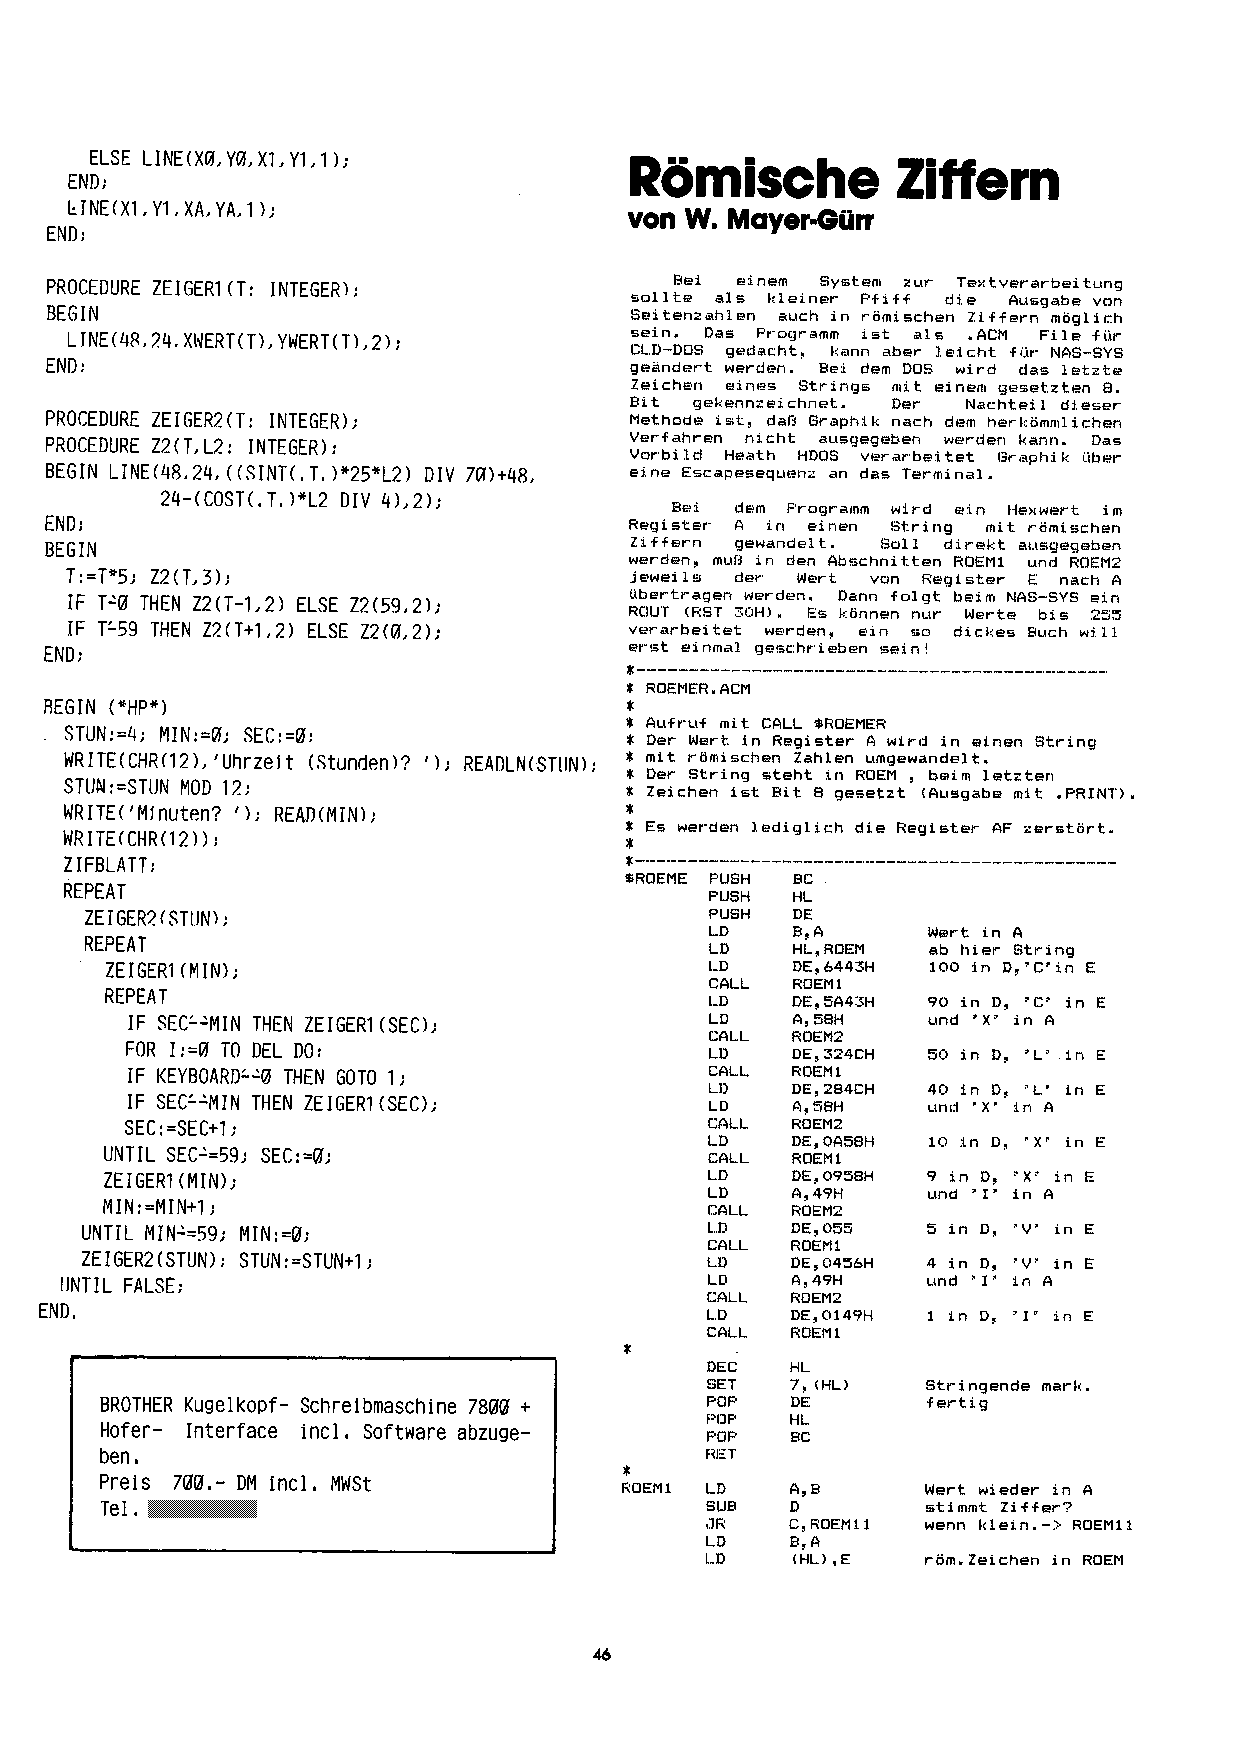 ELSE LINE(X0,Y0,X1,Y1,1);
END;
LINE(X1,Y1,XA,YA,1);
END;
PROCEDURE ZEIGER1(T: INTEGER);
BEGIN
LINE(48,24,XWERT(T),YWERT(T),2);
END;
PROCEDURE ZEIGER2(T: INTEGER);
PROCEDURE Z2(T,L2: INTEGER);
BEGIN LINE(48,24,((SINT(.T.)*25*L2) DIV 70)+48,
24-(COST(.T.)*L2 DIV 4),2);
END;
BEGIN
T:=T*5; Z2(T,3);
IF T 0 THEN Z2(T-1,2) ELSE Z2(59,2);
IF T 59 THEN Z2(T+1,2) ELSE Z2(0,2);
END;
BEGIN (*HP*)
STUN:=4; MIN:=0; SEC:=0;
WRITE(CHR(12),'Uhrzeit (Stunden)? '); READLN(STUN);
STUN:=STUN MOD 12;
WRITE('Minuten? '); READ(MIN);
WRITE(CHR(12));
ZIFBLATT;
REPEAT
ZEIGER2(STUN);
REPEAT
ZEIGER1(MIN);
REPEAT
IF SEC MIN THEN ZEIGER1(SEC);
FOR I:=0 TO DEL DO:
IF KEYBOARD 0 THEN GOTO 1;
IF SEC MIN THEN ZEIGER1(SEC);
SEC:=SEC+1;
UNTIL SEC =59; SEC:=0;
ZEIGER1(MIN);
MIN:=MIN+1;
UNTIL MIN =59; MIN:=0;
ZEIGER2(STUN); STUN:=STUN+1;
UNTIL FALSE;
END.
BROTHER Kugelkopf- Schreibmaschine 7800 +
Hofer- Interface incl. Software abzuge-
ben.
Preis 700.- DM incl. MWSt
Tel.
Römische Ziffern
von W. Mayer-Gürr
Bei einem System zur Textverarbeitung
sollte als kleiner Pfiff die Ausgabe von
Seitenzahlen auch in römischen Ziffern möglich
sein. Das Programm ist als .ACM File für
CLD-DOS gedacht, kann aber leicht für NAS-SYS
geändert werden. Bei dem DOS wird das letzte
Zeichen eines Strings mit einem gesetzten 8.
Bit gekennzeichnet. Der Nachteil dieser
Methode ist, daß Graphik nach dem herkömmlichen
Verfahren nicht ausgegeben werden kann. Das
Vorbild Heath HDOS verarbeitet Graphik über
eine Escapesequenz an das Terminal.
Bei dem Programm wird ein Hexwert im
Register A in einen String mit römischen
Ziffern gewandelt. Soll direkt ausgegeben
werden, muß in den Abschnitten ROEM1 und ROEM2
jeweils der Wert von Register E nach A
übertragen werden. Dann folgt beim NAS-SYS ein
ROUT (RST 30H). Es können nur Werte bis 255
verarbeitet werden, ein so dickes Buch will
erst einmal geschrieben sein!
*---------------------------------------------
* ROEMER.ACM
*
* Aufruf mit CALL $ROEMER
* Der Wert in Register A wird in einen String
* mit römischen Zahlen umgewandelt.
* Der String steht in ROEM , beim letzten
* Zeichen ist Bit 8 gesetzt (Ausgabe mit .PRINT).
*
* Es werden lediglich die Register AF zerstört.
*
*----------------------------------------------
$ROEME PUSH BC
PUSH HL
PUSH DE
LD B,A Wert in A
LD HL,ROEM ab hier String
LD DE,6443H 100 in D,'C'in E
CALL ROEM1
LD DE,5A43H 90 in D, 'C' in E
LD A,58H und 'X' in A
CALL ROEM2
LD DE,324CH 50 in D, 'L' in E
CALL ROEM1
LD DE,284CH 40 in D, 'L' in E
LD A,58H und 'X' in A
CALL ROEM2
LD DE,0A58H 10 in D, 'X' in E
CALL ROEM1
LD DE,0958H 9 in D, 'X' in E
LD A,49H und 'I' in A
CALL ROEM2
LD DE,055 5 in D, 'V' in E
CALL ROEM1
LD DE,0456H 4 in D, 'V' in E
LD A,49H und 'I' in A
CALL ROEM2
LD DE,0149H 1 in D, 'I' in E
CALL ROEM1
*
DEC HL
SET 7,(HL) Stringende mark.
POP DE fertig
POP HL
POP BC
RET
*
ROEM1 LD A,B Wert wieder in A
SUB D stimmt Ziffer?
JR C,ROEM11 wenn klein.-> ROEM11
LD B,A
LD (HL),E röm.Zeichen in ROEM
46